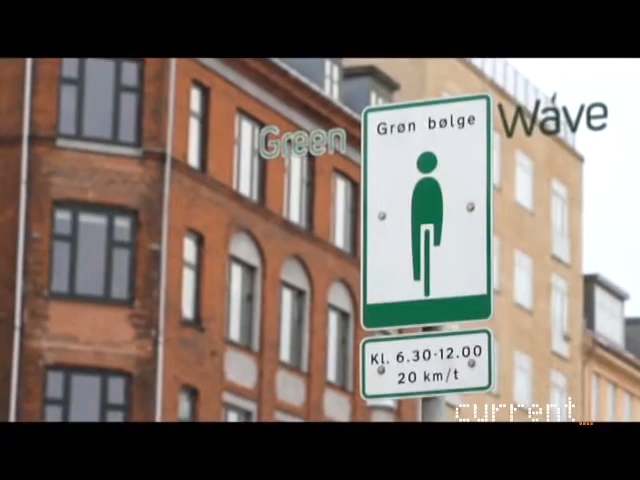 Green Wave
Grøn bølge
Kl. 6.30-12.00
20 km/t
current